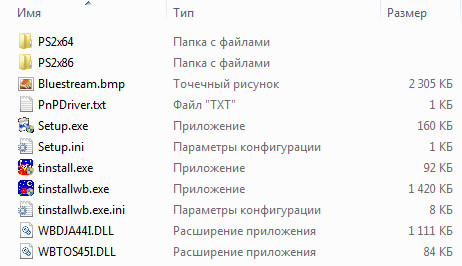 Имя Тип Размер
PS2x64 Папка с файлами
PS2x86 Папка с файлами
Bluestream.bmp Точечный рисунок 2 305 КБ
PnPDriver.txt Файл "TXT" 1 КБ
Setup.exe Приложение 160 КБ
Setup.ini Параметры конфигурации 1 КБ
tinstall.exe Приложение 92 КБ
tinstallwb.exe Приложение 1 420 КБ
tinstallwb.exe.ini Параметры конфигурации 8 КБ
WBDJA44I.DLL Расширение приложения 1 111 КБ
WBTOS45I.DLL Расширение приложения 84 КБ